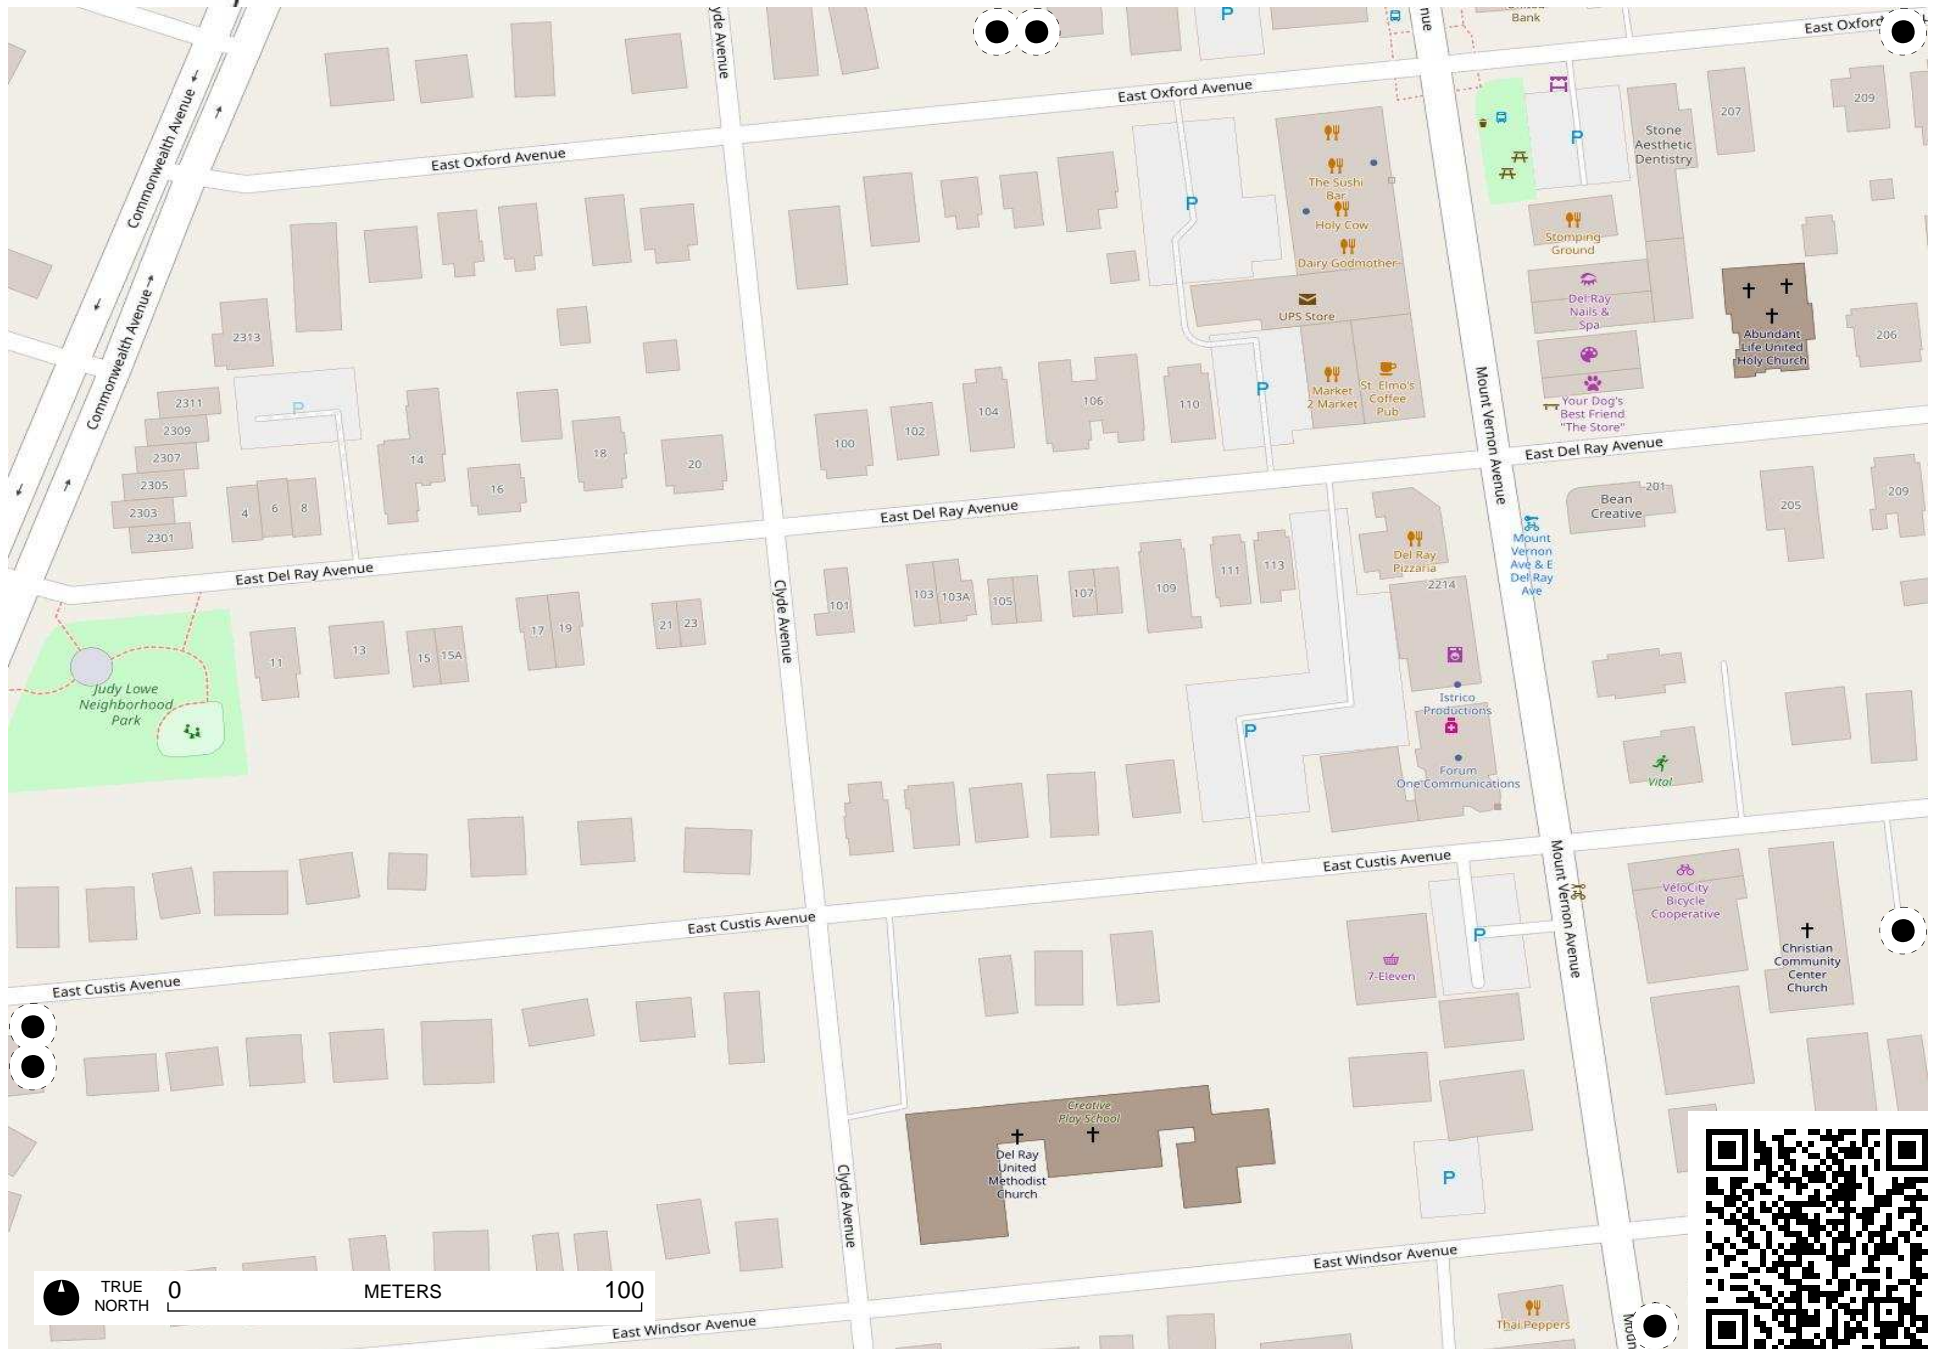 Clyde Avenue
P
nue
United
Bank
East Oxford
Commonwealth Avenue
East Oxford Avenue
East Oxford Avenue
209
207
P
Stone
Aesthetic
Dentistry
The Sushi
Bar
P
Holy Cow
Dairy Godmother
Stomping
Ground
Commonwealth Avenue
UPS Store
Del Ray
Nails &
Spa
2313
Abundant
Life United
Holy Church
206
Market
2 Market
St. Elmo's
Coffee
Pub
P
Mount Vernon Avenue
Your Dog's
Best Friend
"The Store"
2311
P
2309
2307
2305
2303
2301
4
6
8
14
16
18
20
100
102
104
106
110
East Del Ray Avenue
East Del Ray Avenue
East Del Ray Avenue
Bean
Creative
201
205
209
Del Ray
Pizzaria
Mount
Vernon
Ave & E
Del Ray
Ave
2214
Clyde Avenue
101
103
103A
105
107
109
111
113
11
13
15
15A
17
19
21
23
Judy Lowe
Neighborhood
Park
Istrico
Productions
P
Forum
One Communications
Vital
East Custis Avenue
East Custis Avenue
East Custis Avenue
Mount Vernon Avenue
VéloCity
Bicycle
Cooperative
P
7-Eleven
Christian
Community
Center
Church
Creative
Play School
Del Ray
United
Methodist
Church
P
Clyde Avenue
East Windsor Avenue
East Windsor Avenue
Thai Peppers
Moun
TRUE
NORTH
0 METERS 100